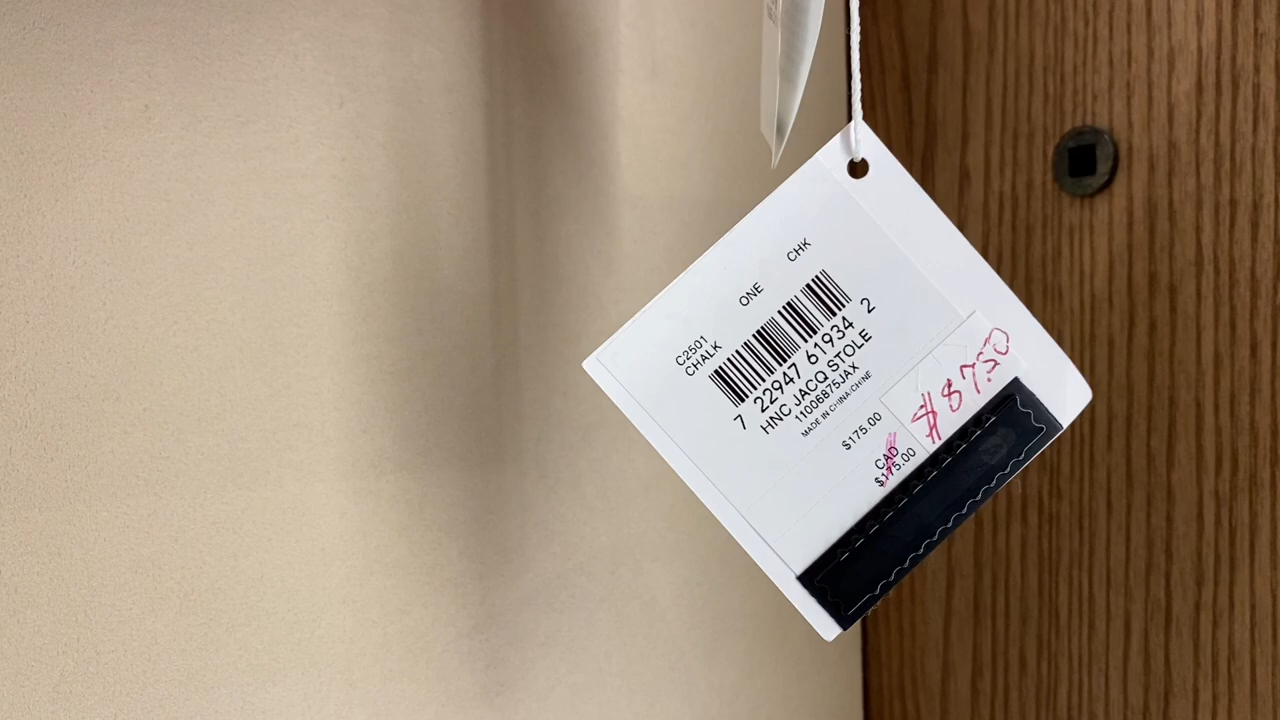 CHK
ONE
C2501
CHALK
7 22947 61934 2
HNC JACQ STOLE
11006875JAX
MADE IN CHINA/CHINE
$175.00
CAD
$175.00
$87.50